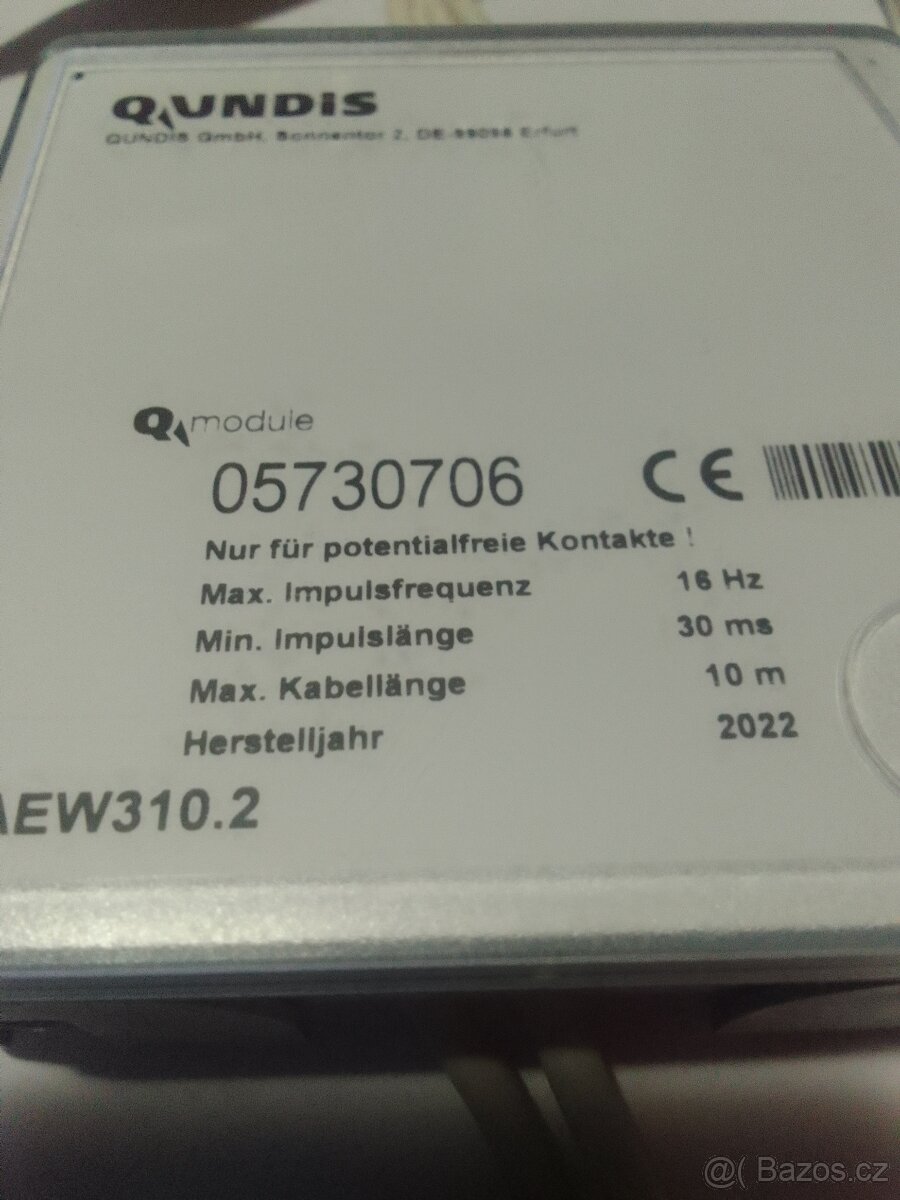 QUNDIS
QUNDIS GmbH, Sonnentor 2, DE-99098 Erfurt
Q module
05730706 CE
Nur für potentialfreie Kontakte !
Max. Impulsfrequenz 16 Hz
Min. Impulslänge 30 ms
Max. Kabellänge 10 m
Herstelljahr 2022
AEW310.2
@( Bazos.cz